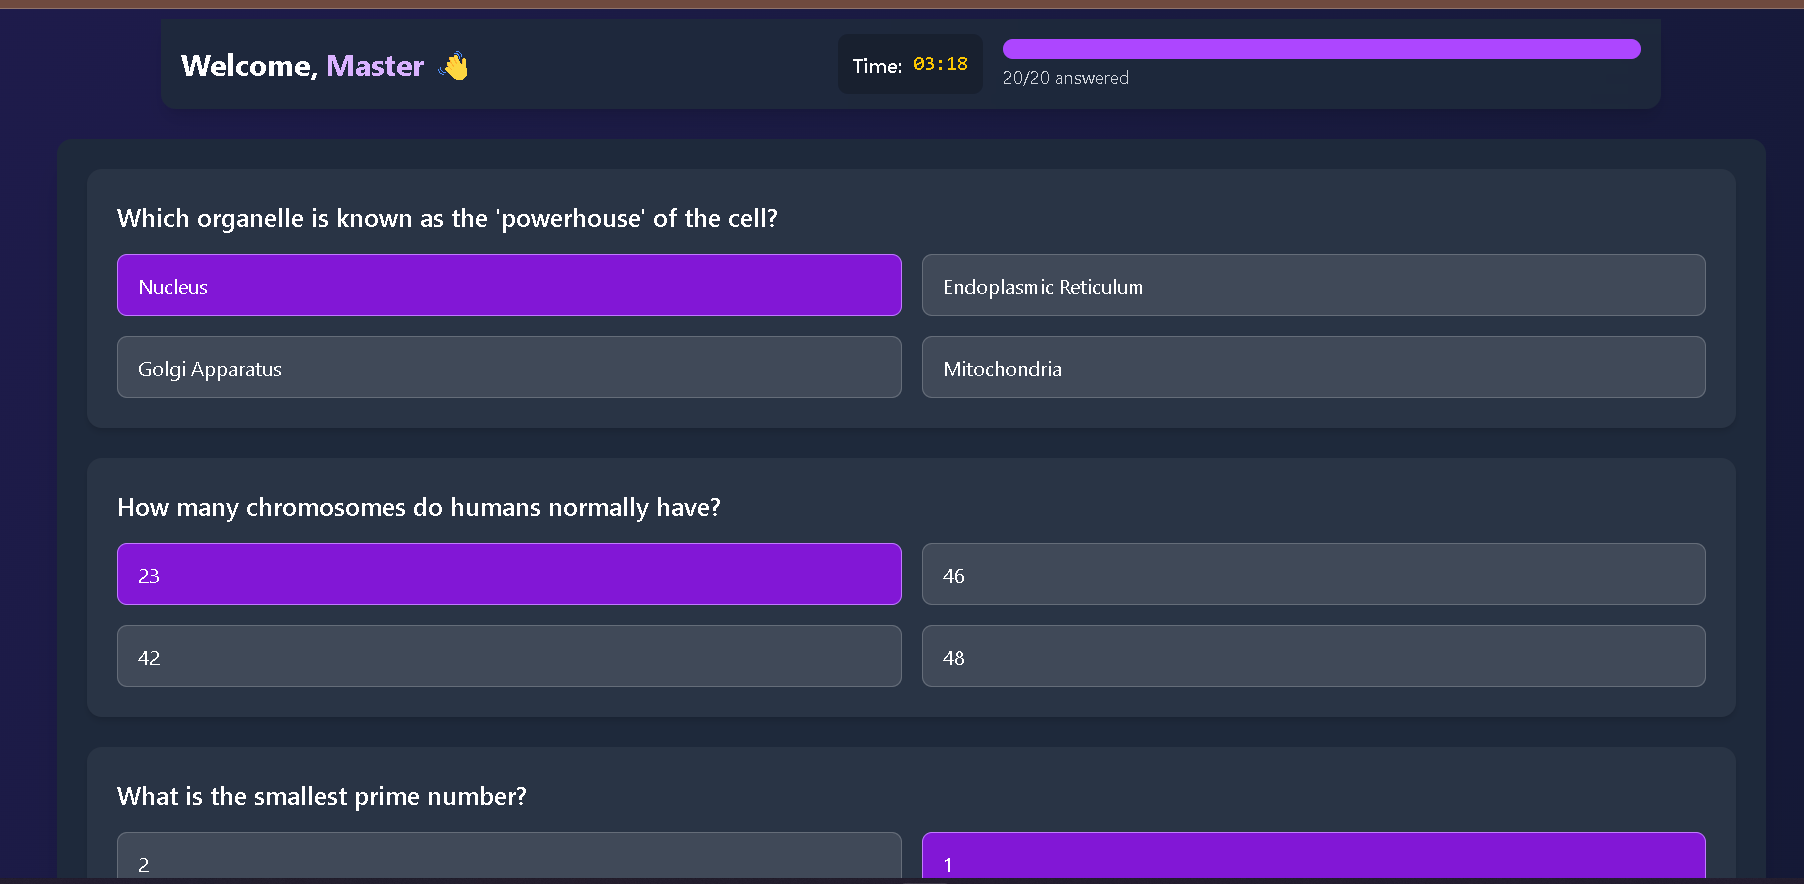 Welcome, Master 👋
Time: 03:18
20/20 answered
Which organelle is known as the 'powerhouse' of the cell?
Nucleus
Endoplasmic Reticulum
Golgi Apparatus
Mitochondria
How many chromosomes do humans normally have?
23
46
42
48
What is the smallest prime number?
2
1